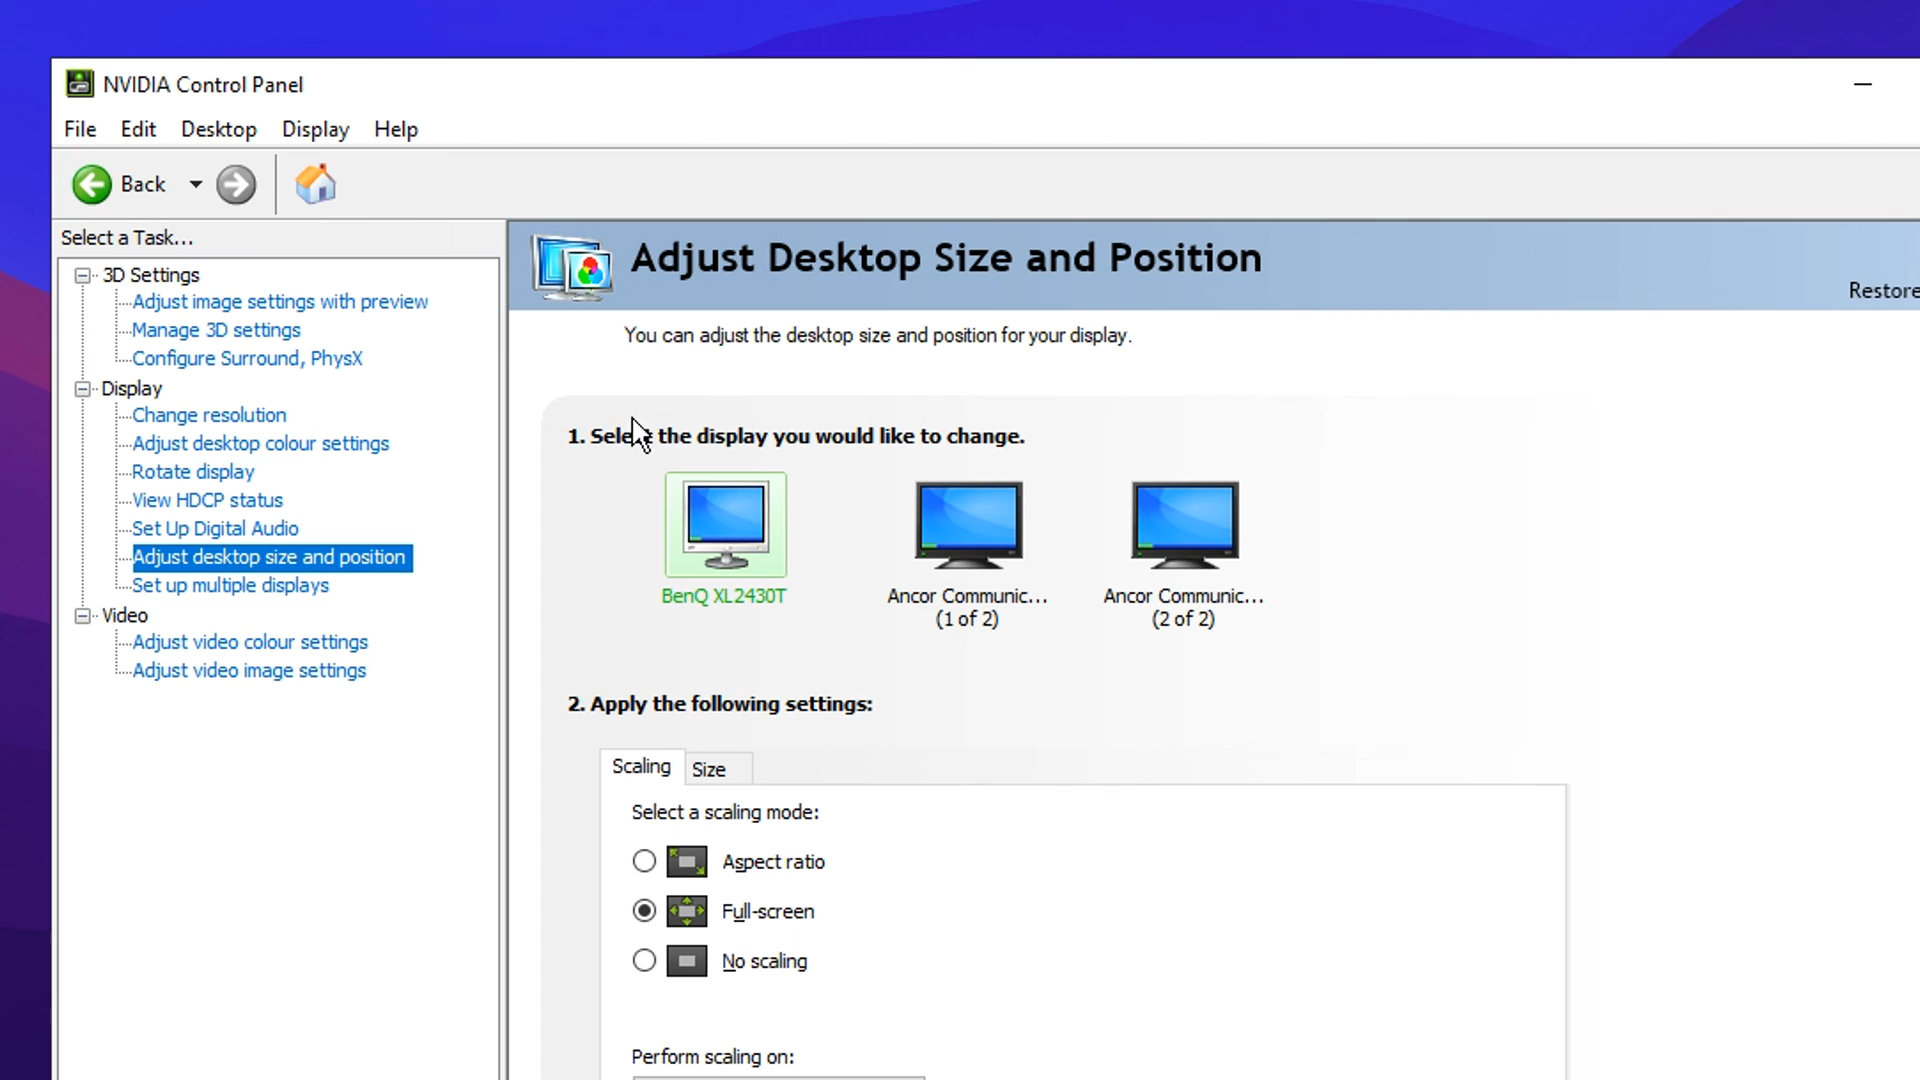 NVIDIA Control Panel
File Edit Desktop Display Help
Back
Select a Task...
3D Settings
Adjust image settings with preview
Manage 3D settings
Configure Surround, PhysX
Display
Change resolution
Adjust desktop colour settings
Rotate display
View HDCP status
Set Up Digital Audio
Adjust desktop size and position
Set up multiple displays
Video
Adjust video colour settings
Adjust video image settings
Adjust Desktop Size and Position
Restore
You can adjust the desktop size and position for your display.
1. Select the display you would like to change.
BenQ XL2430T
Ancor Communic...
(1 of 2)
Ancor Communic...
(2 of 2)
2. Apply the following settings:
Scaling Size
Select a scaling mode:
Aspect ratio
Full-screen
No scaling
Perform scaling on: